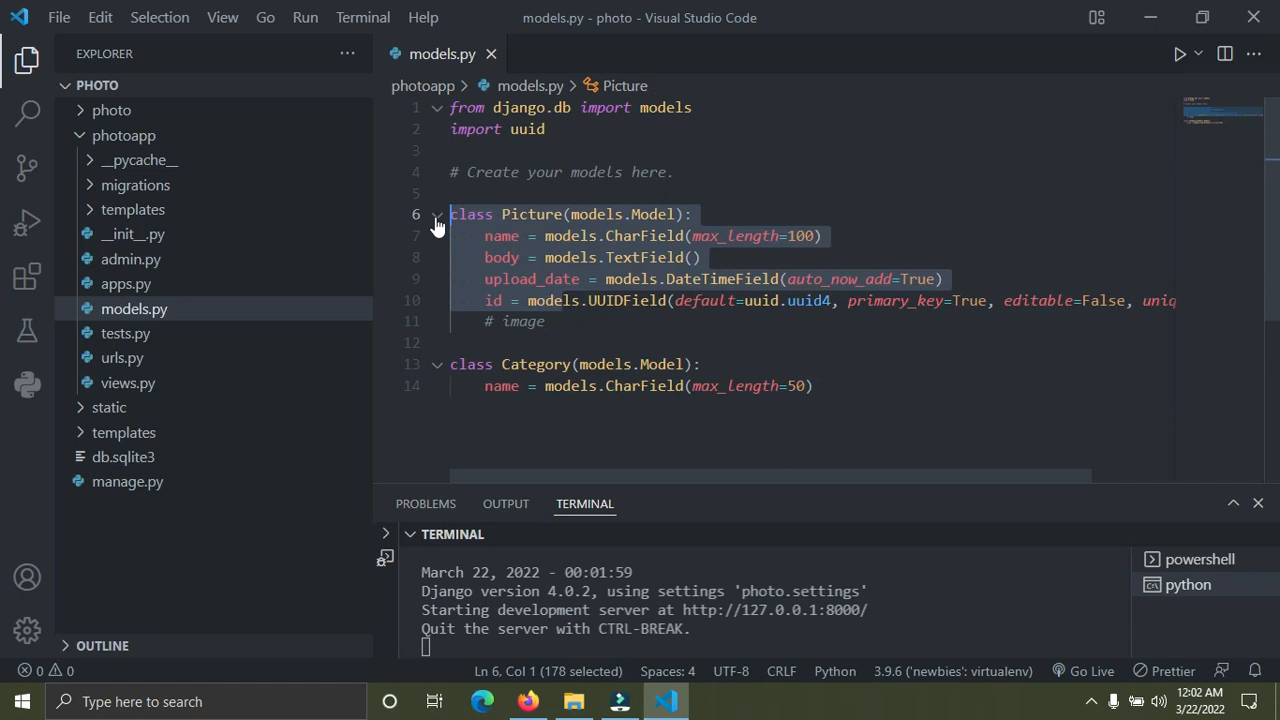 File Edit Selection View Go Run Terminal Help models.py - photo - Visual Studio Code
EXPLORER
PHOTO
photo
photoapp
__pycache__
migrations
templates
__init__.py
admin.py
apps.py
models.py
tests.py
urls.py
views.py
static
templates
db.sqlite3
manage.py
OUTLINE
models.py
photoapp models.py Picture
1 from django.db import models
2 import uuid
3
4 # Create your models here.
5
6 class Picture(models.Model):
7 name = models.CharField(max_length=100)
8 body = models.TextField()
9 upload_date = models.DateTimeField(auto_now_add=True)
10 id = models.UUIDField(default=uuid.uuid4, primary_key=True, editable=False, uniq
11 # image
12
13 class Category(models.Model):
14 name = models.CharField(max_length=50)
PROBLEMS OUTPUT TERMINAL
TERMINAL
March 22, 2022 - 00:01:59
Django version 4.0.2, using settings 'photo.settings'
Starting development server at http://127.0.0.1:8000/
Quit the server with CTRL-BREAK.
powershell
python
0 0 Ln 6, Col 1 (178 selected) Spaces: 4 UTF-8 CRLF Python 3.9.6 ('newbies': virtualenv) Go Live Prettier
Type here to search
12:02 AM
3/22/2022